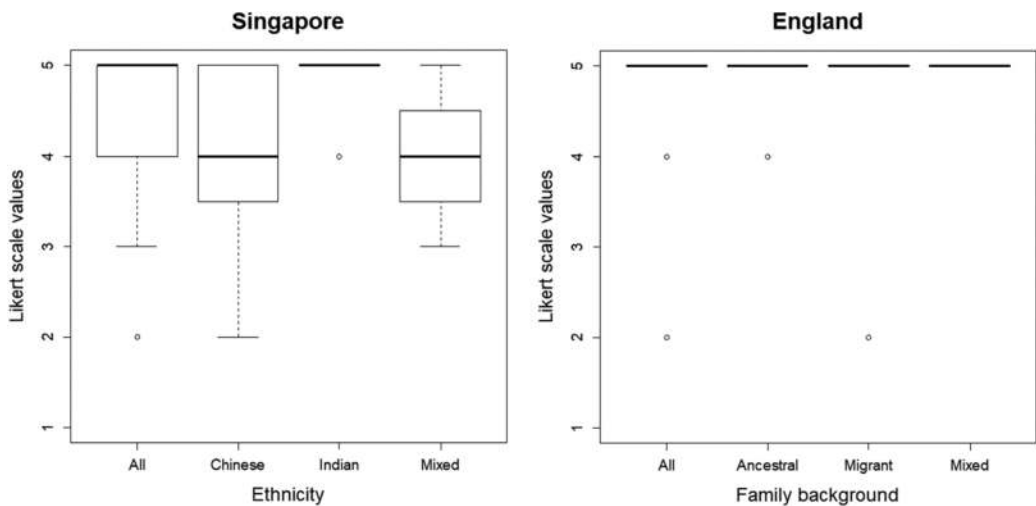 Singapore
Likert scale values
5
4
3
2
1
All Chinese Indian Mixed
Ethnicity
England
Likert scale values
5
4
3
2
1
All Ancestral Migrant Mixed
Family background